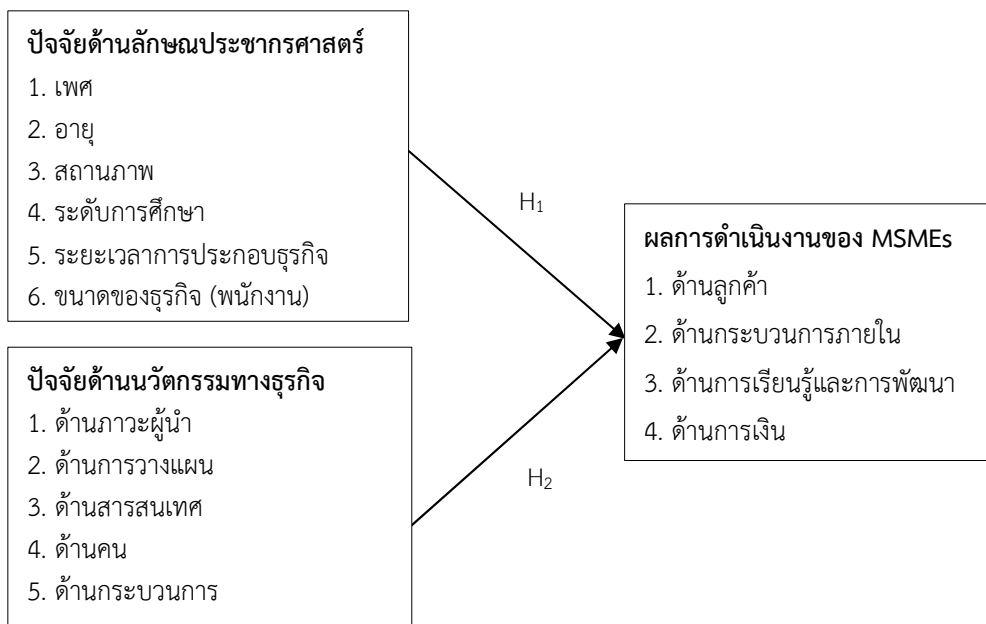 ปัจจัยด้านลักษณประชากรศาสตร์
1. เพศ
2. อายุ
3. สถานภาพ
4. ระดับการศึกษา
5. ระยะเวลาการประกอบธุรกิจ
6. ขนาดของธุรกิจ (พนักงาน)
H₁
ผลการดำเนินงานของ MSMEs
1. ด้านลูกค้า
2. ด้านกระบวนการภายใน
3. ด้านการเรียนรู้และการพัฒนา
4. ด้านการเงิน
ปัจจัยด้านนวัตกรรมทางธุรกิจ
1. ด้านภาวะผู้นำ
2. ด้านการวางแผน
3. ด้านสารสนเทศ
4. ด้านคน
5. ด้านกระบวนการ
H₂